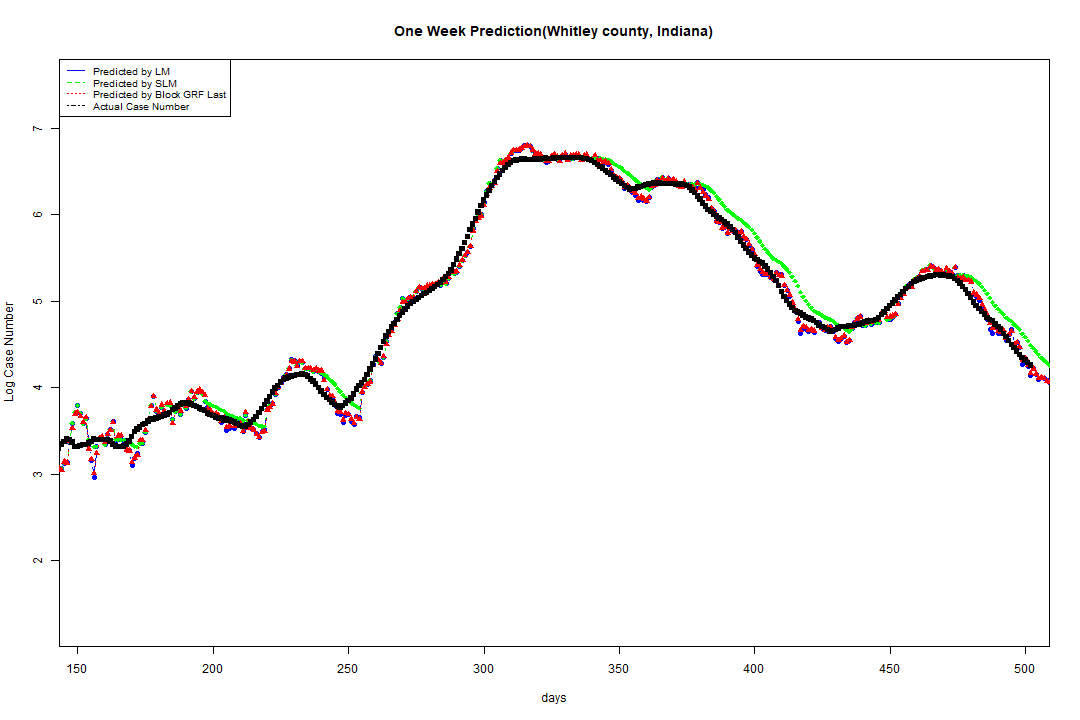 One Week Prediction(Whitley county, Indiana)
Predicted by LM
Predicted by SLM
Predicted by Block GRF Last
Actual Case Number
7
6
5
4
3
2
Log Case Number
150 200 250 300 350 400 450 500
days